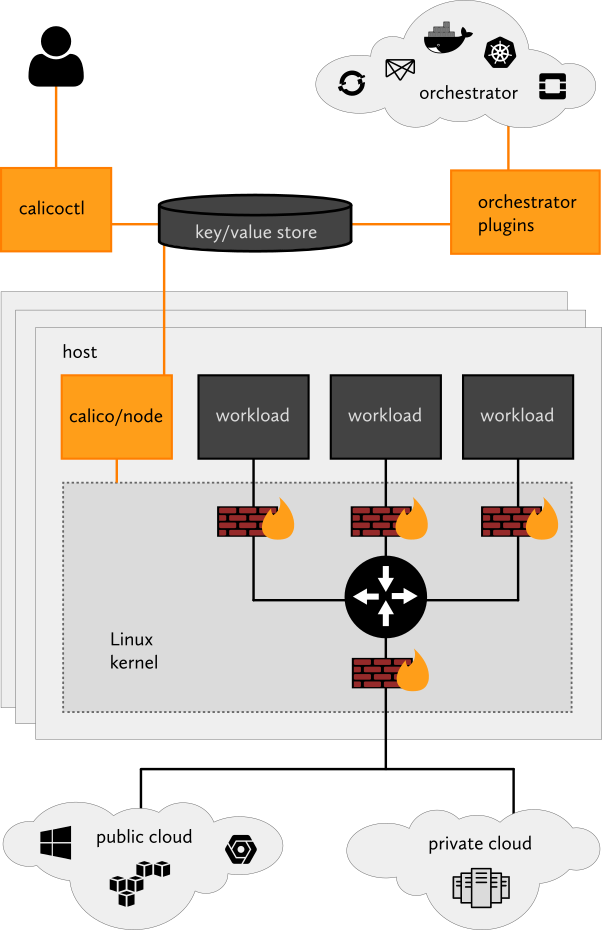 orchestrator
calicoctl
key/value store
orchestrator
plugins
host
calico/node
workload
workload
workload
Linux
kernel
public cloud
private cloud